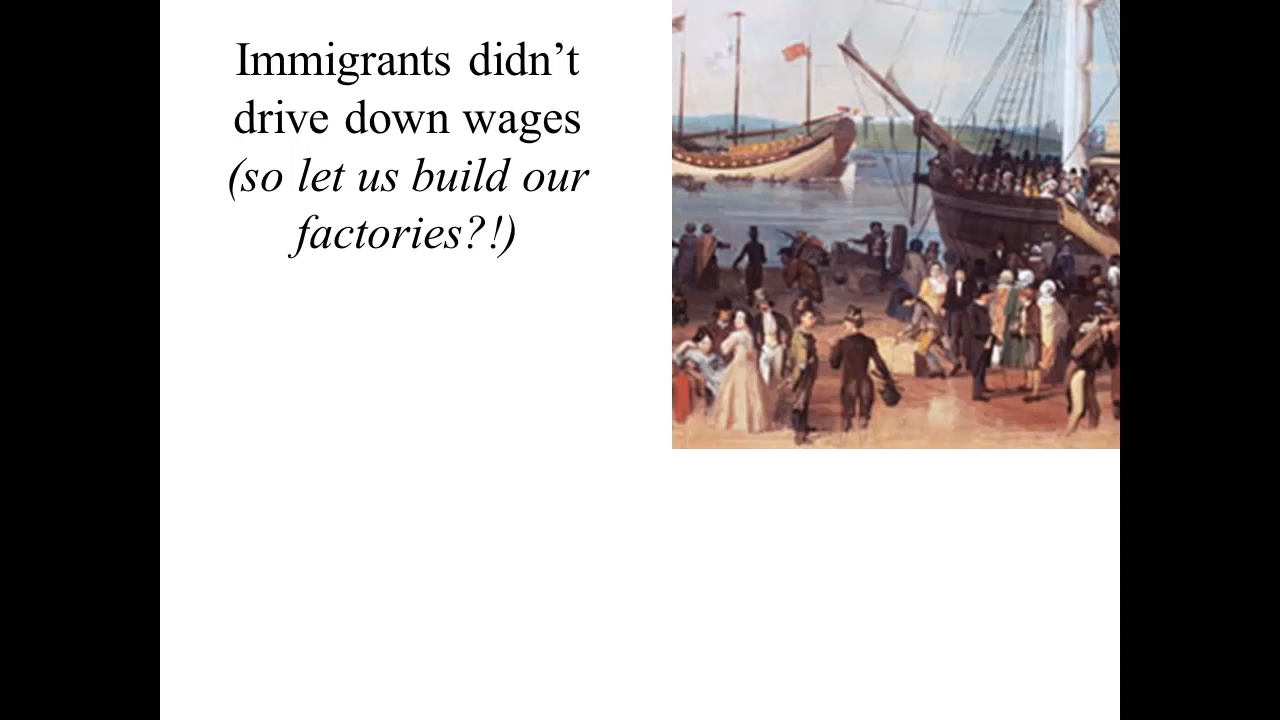 Immigrants didn’t
drive down wages
(so let us build our
factories?!)